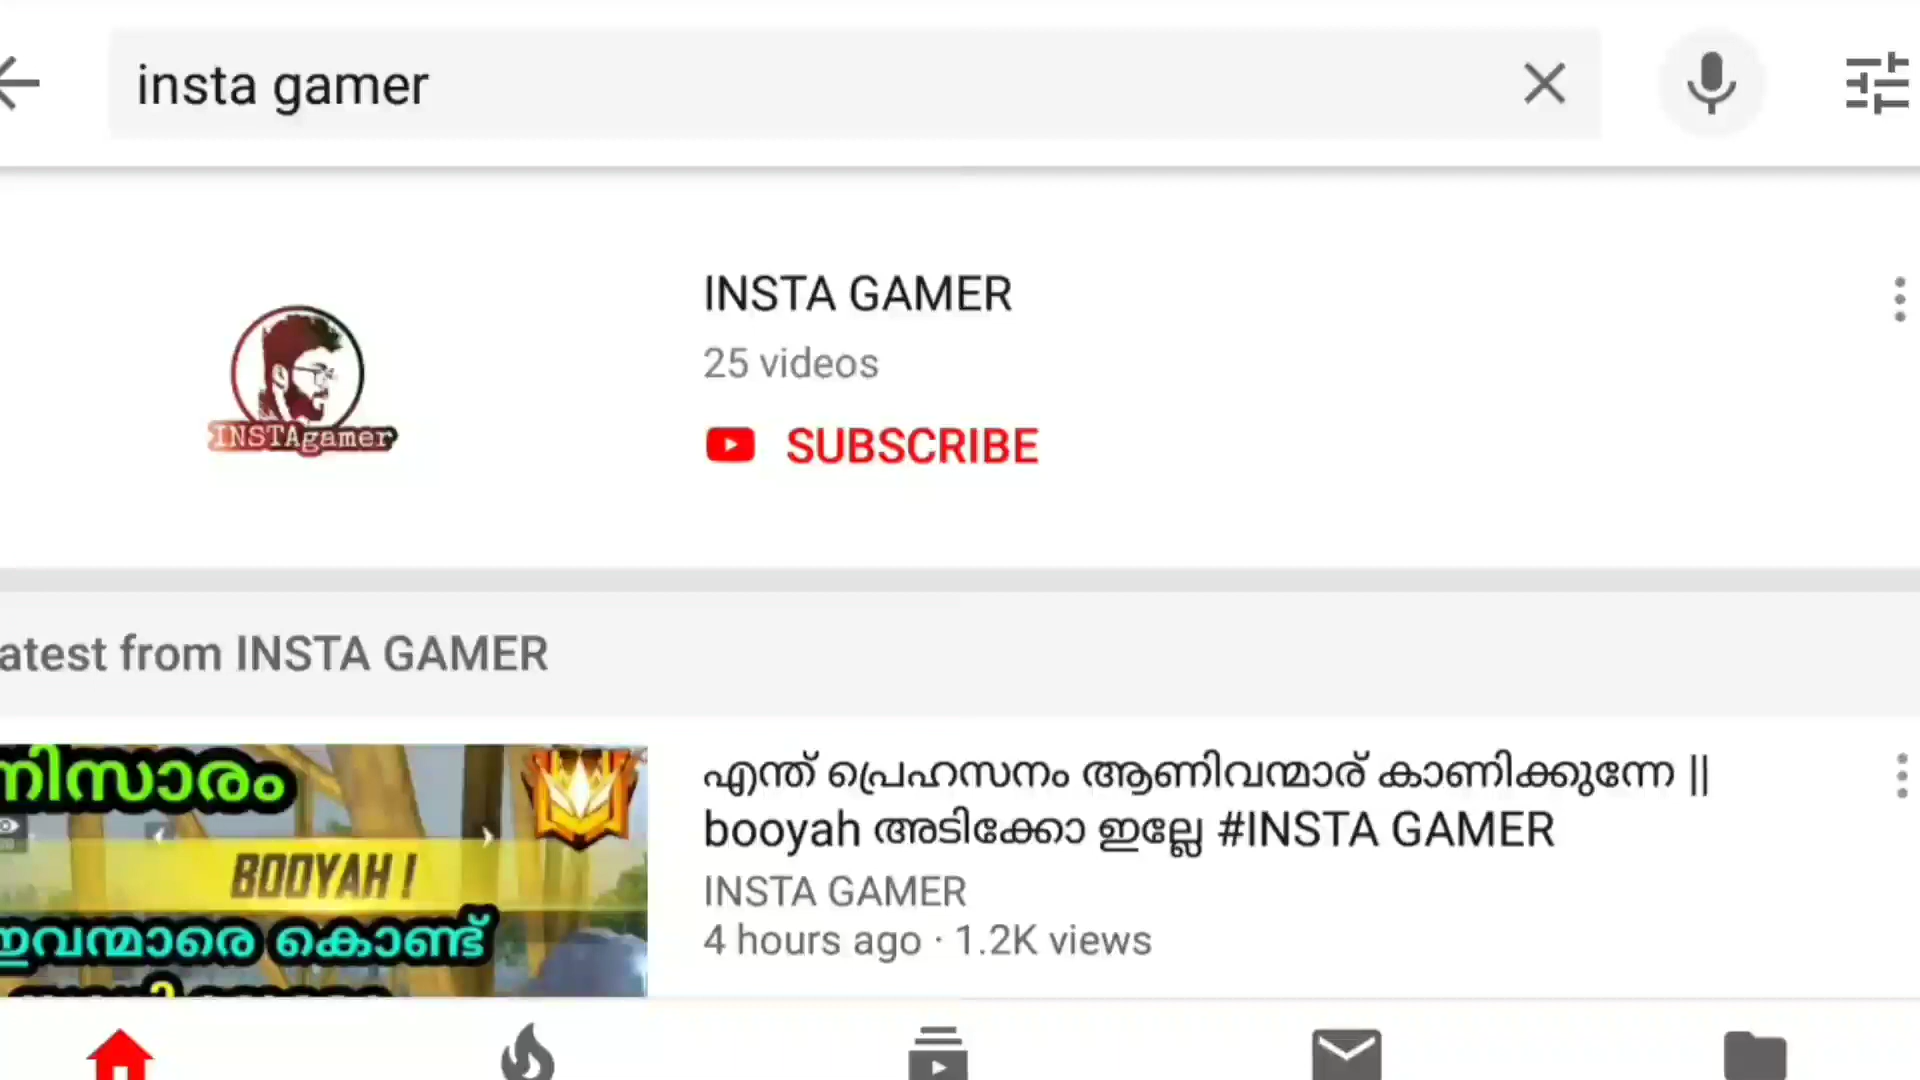 insta gamer
INSTA GAMER
25 videos
INSTAgamer
SUBSCRIBE
atest from INSTA GAMER
നിസാരം
BOOYAH !
ഇവന്മാരെ കൊണ്ട്
എന്ത് പ്രെഹസനം ആണിവന്മാര് കാണിക്കുന്നേ ||
booyah അടിക്കോ ഇല്ലേ #INSTA GAMER
INSTA GAMER
4 hours ago · 1.2K views